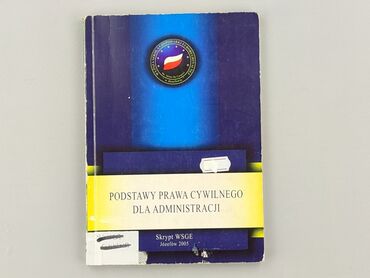 PODSTAWY PRAWA CYWILNEGO
DLA ADMINISTRACJI
Skrypt WSGE
Józefów 2005